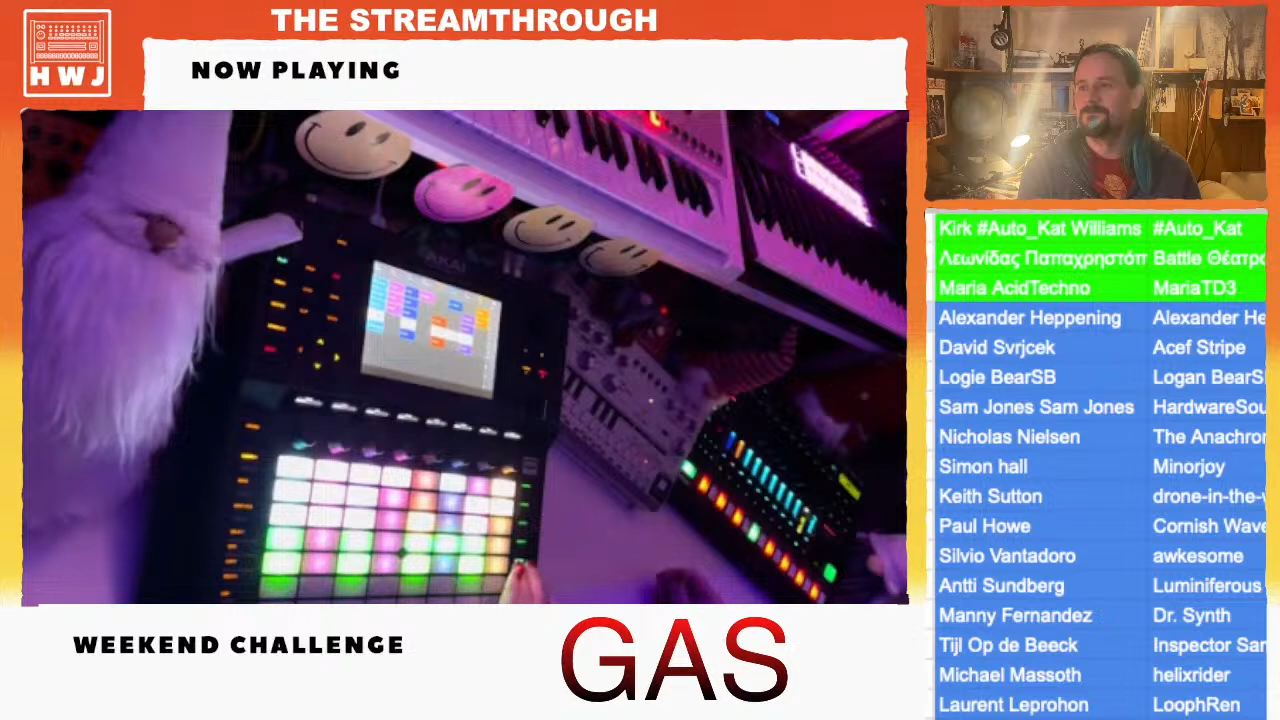 THE STREAMTHROUGH
HWJ
NOW PLAYING
AKAI
Kirk #Auto_Kat Williams #Auto_Kat
Λεωνίδας Παπαχρηστόπ Battle Θέατρο
Maria AcidTechno MariaTD3
Alexander Heppening Alexander He
David Svrjcek Acef Stripe
Logie BearSB Logan BearS
Sam Jones Sam Jones HardwareSou
Nicholas Nielsen The Anachron
Simon hall Minorjoy
Keith Sutton drone-in-the-w
Paul Howe Cornish Wave
Silvio Vantadoro awkesome
Antti Sundberg Luminiferous
Manny Fernandez Dr. Synth
Tijl Op de Beeck Inspector San
Michael Massoth helixrider
Laurent Leprohon LoophRen
WEEKEND CHALLENGE
GAS